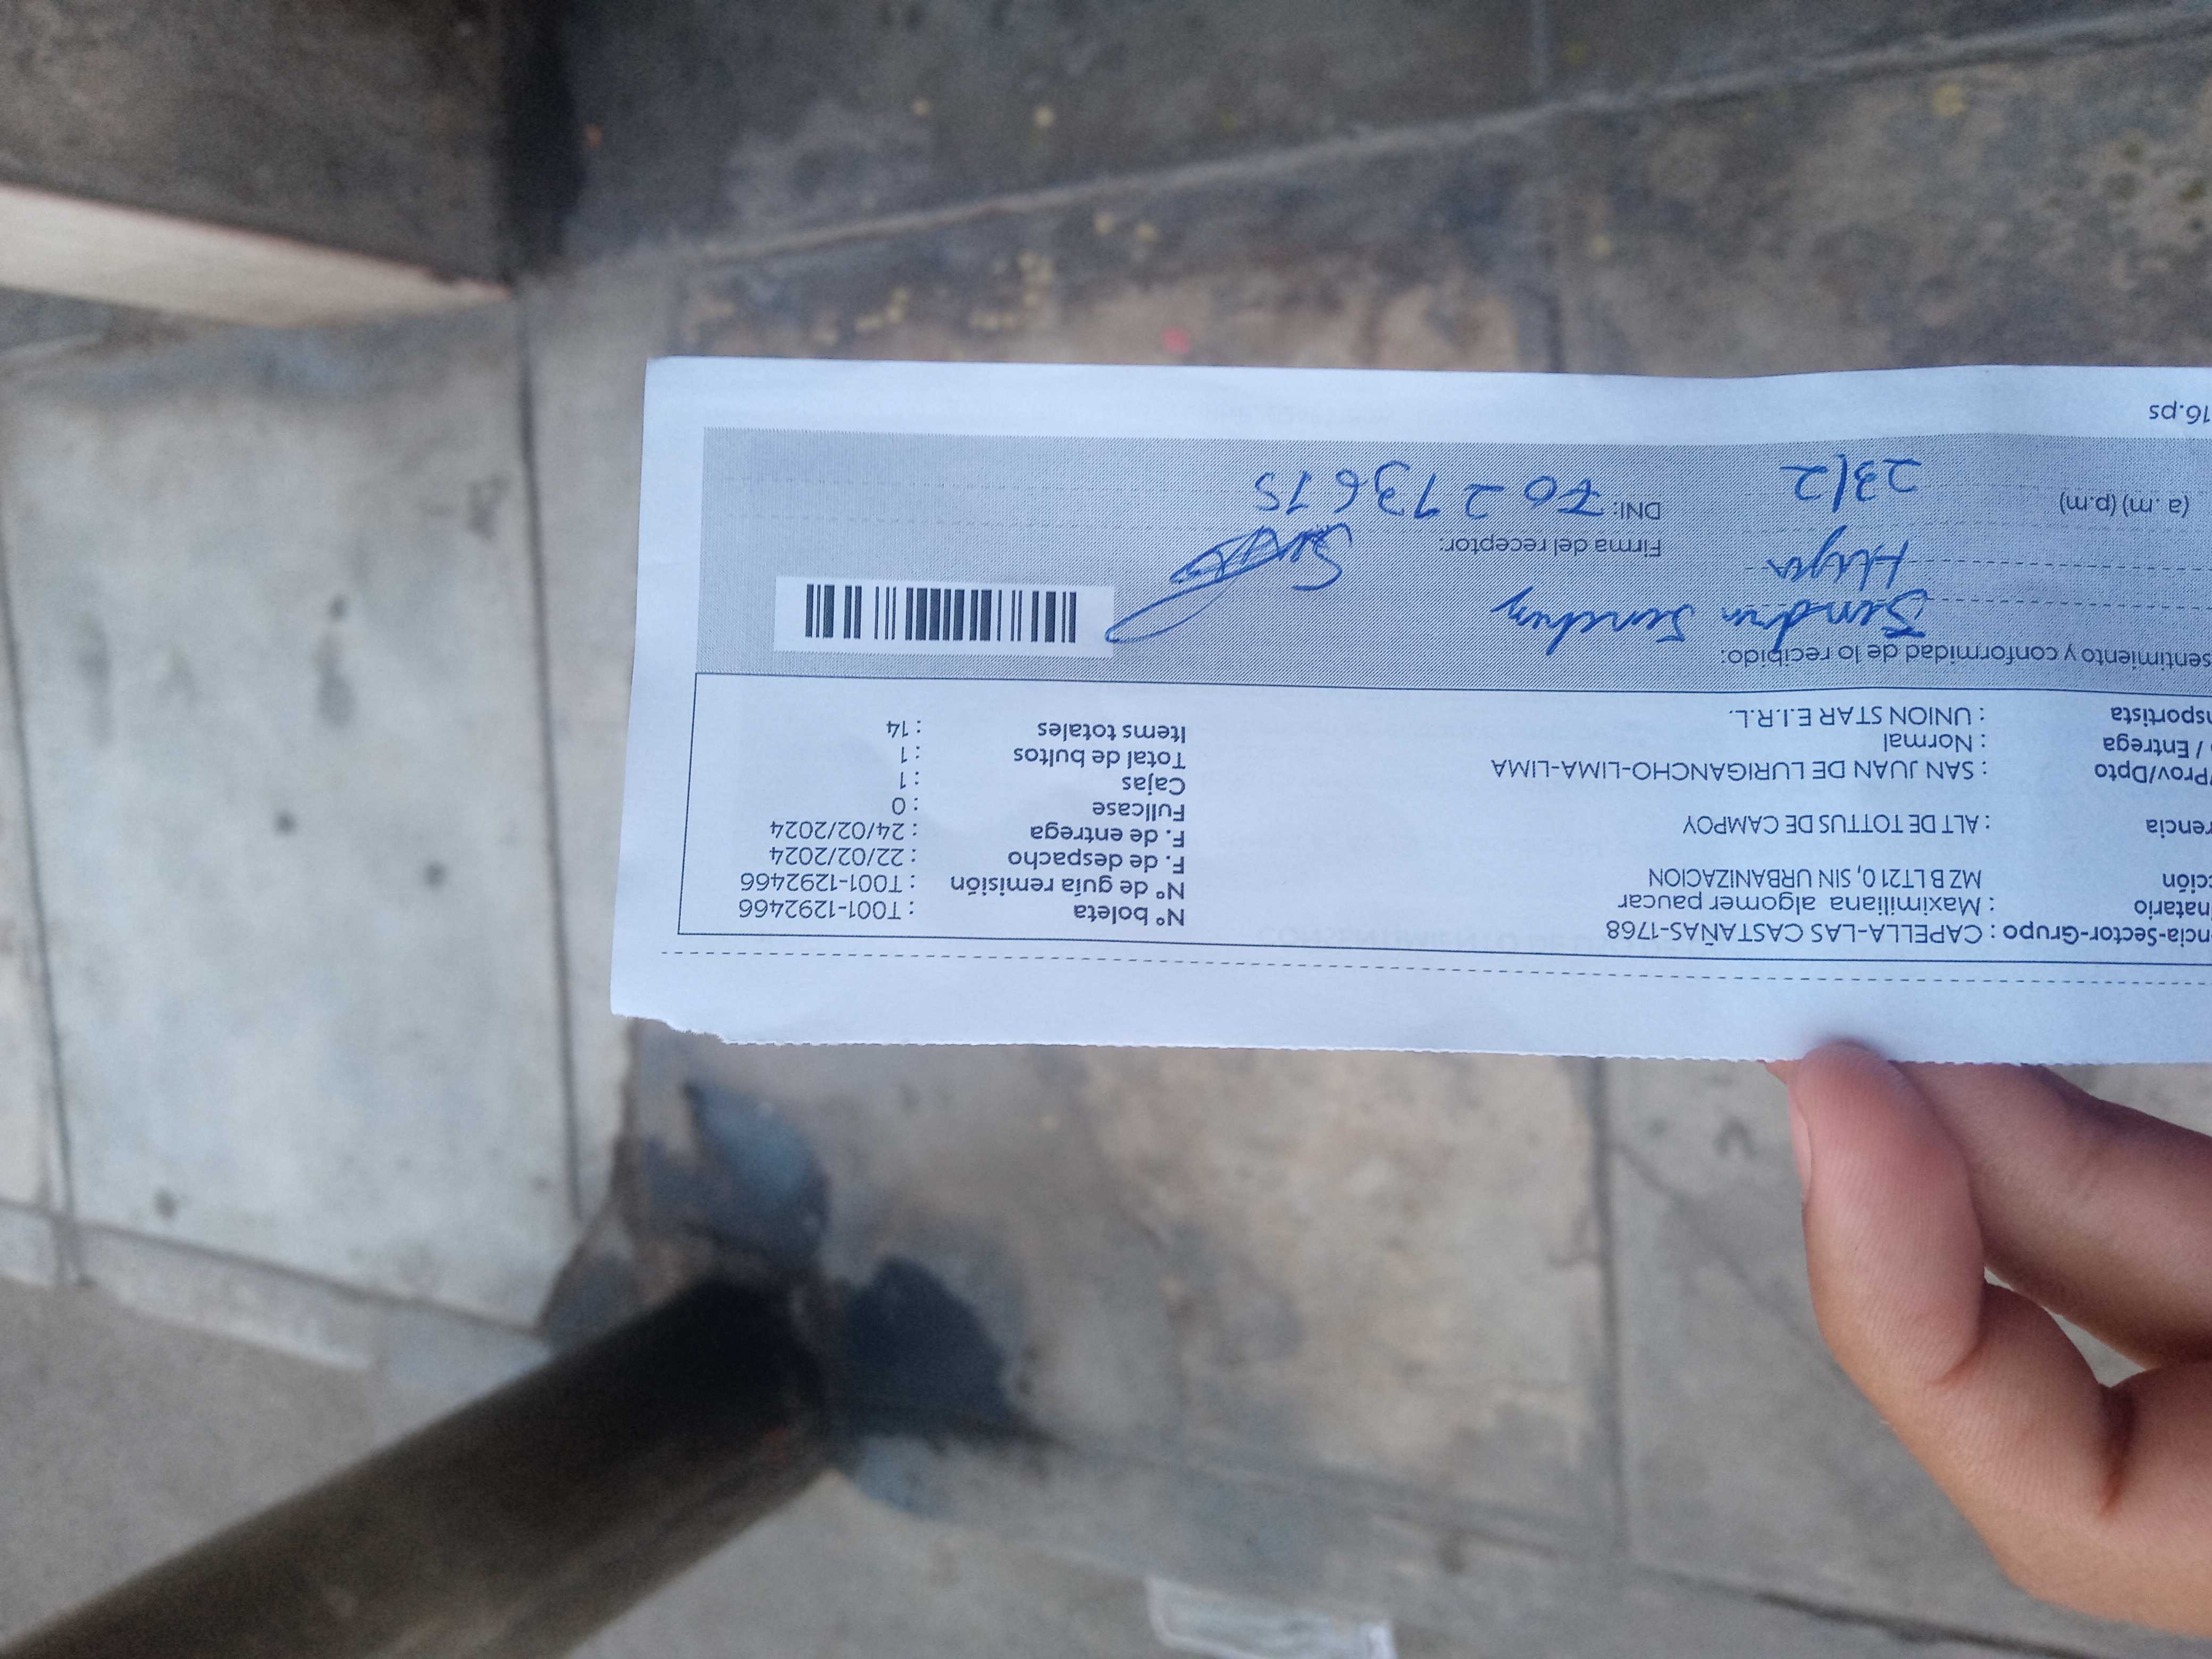 ncia-Sector-Grupo : CAPELLA-LAS CASTAÑAS-1768
natario : Maximiliana algomer paucar
cción MZ B LT210, SIN URBANIZACION
rencia : ALT DE TOTTUS DE CAMPOY
/Prov/Dpto : SAN JUAN DE LURIGANCHO-LIMA-LIMA
/ Entrega : Normal
nsportista : UNION STAR E.I.R.L.
N° boleta : T001-1292466
N° de guía remisión : T001-1292466
F. de despacho : 22/02/2024
F. de entrega : 24/02/2024
Fullcase : 0
Cajas : 1
Total de bultos : 1
Items totales : 14
sentimiento y conformidad de lo recibido:
Sandra Sanchez
Hija
Firma del receptor:
(a .m) (p.m) 23/2
DNI: 70273615
16.ps